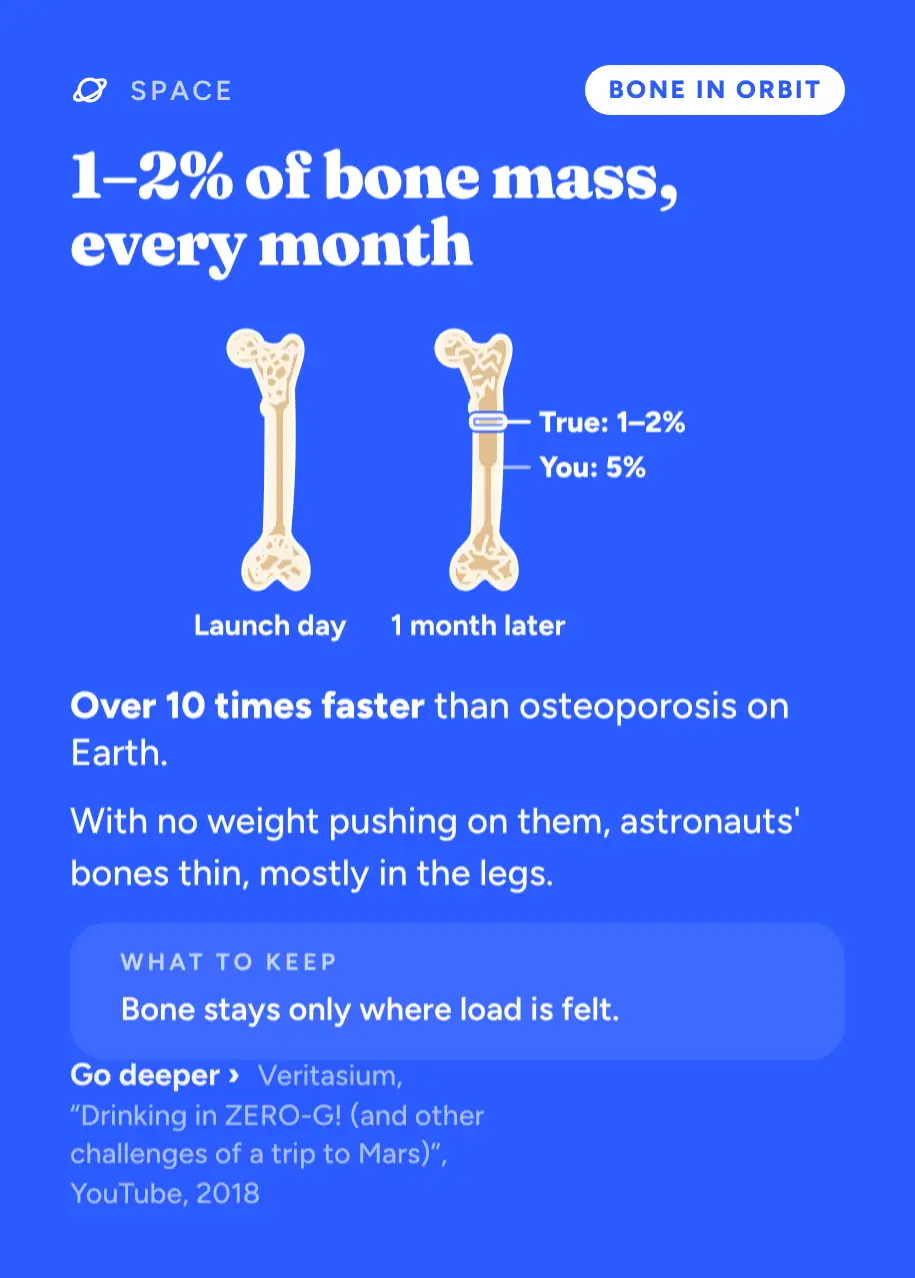 SPACE
BONE IN ORBIT
1–2% of bone mass,
every month
True: 1–2%
You: 5%
Launch day
1 month later
Over 10 times faster than osteoporosis on
Earth.
With no weight pushing on them, astronauts'
bones thin, mostly in the legs.
WHAT TO KEEP
Bone stays only where load is felt.
Go deeper › Veritasium,
“Drinking in ZERO-G! (and other
challenges of a trip to Mars)”,
YouTube, 2018